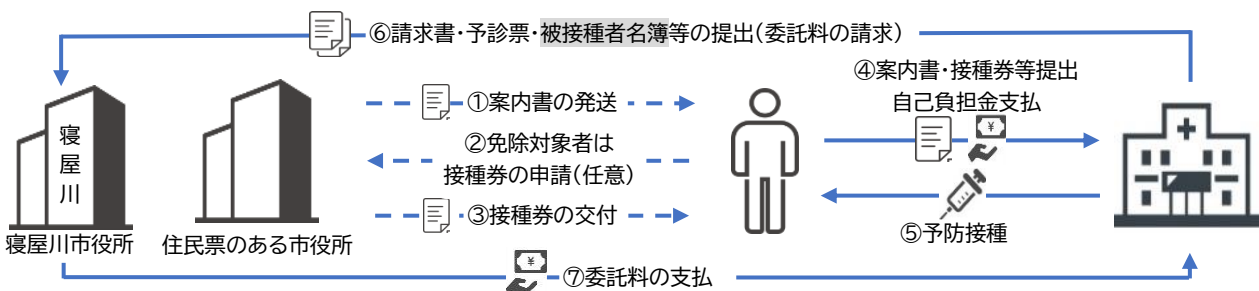 ⑥請求書・予診票・被接種者名簿等の提出(委託料の請求)
④案内書・接種券等提出
自己負担金支払
①案内書の発送
②免除対象者は
接種券の申請(任意)
③接種券の交付
⑤予防接種
寝屋川
寝屋川市役所
住民票のある市役所
⑦委託料の支払
¥
¥